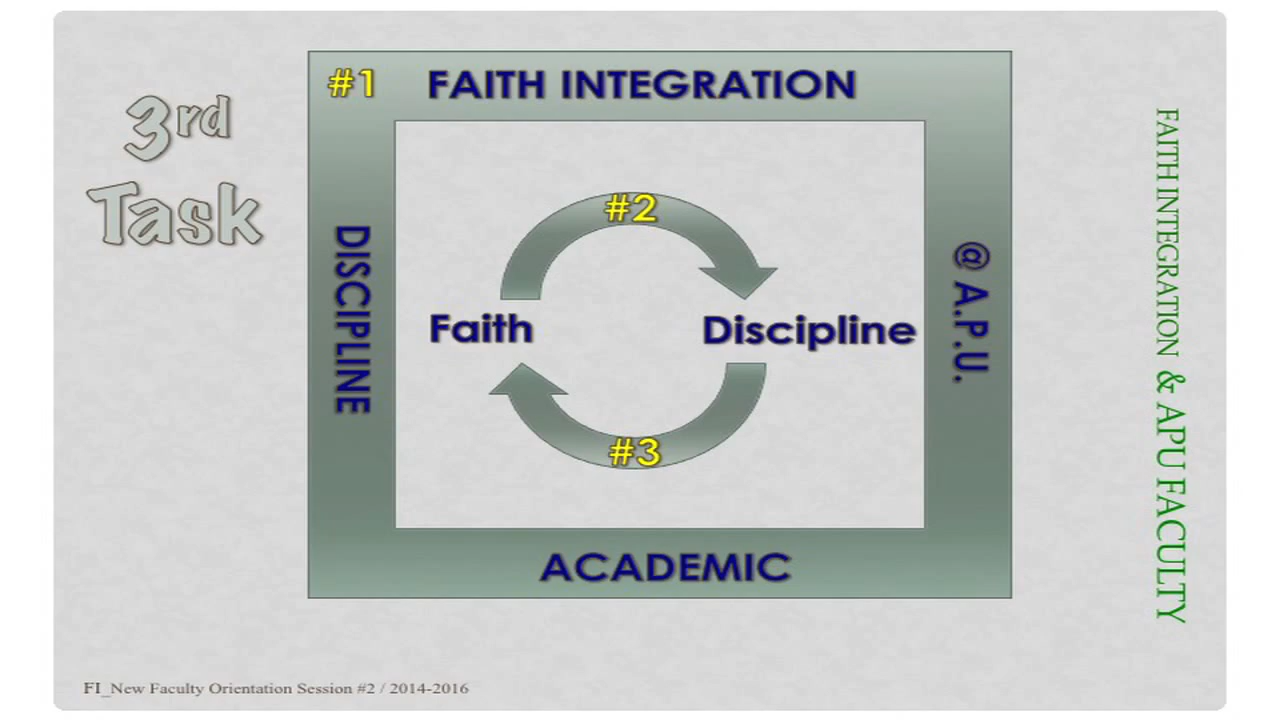 3rd
Task
#1 FAITH INTEGRATION
@ A.P.U.
ACADEMIC
DISCIPLINE
#2
Faith
Discipline
#3
FAITH INTEGRATION & APU FACULTY
FI_New Faculty Orientation Session #2 / 2014-2016